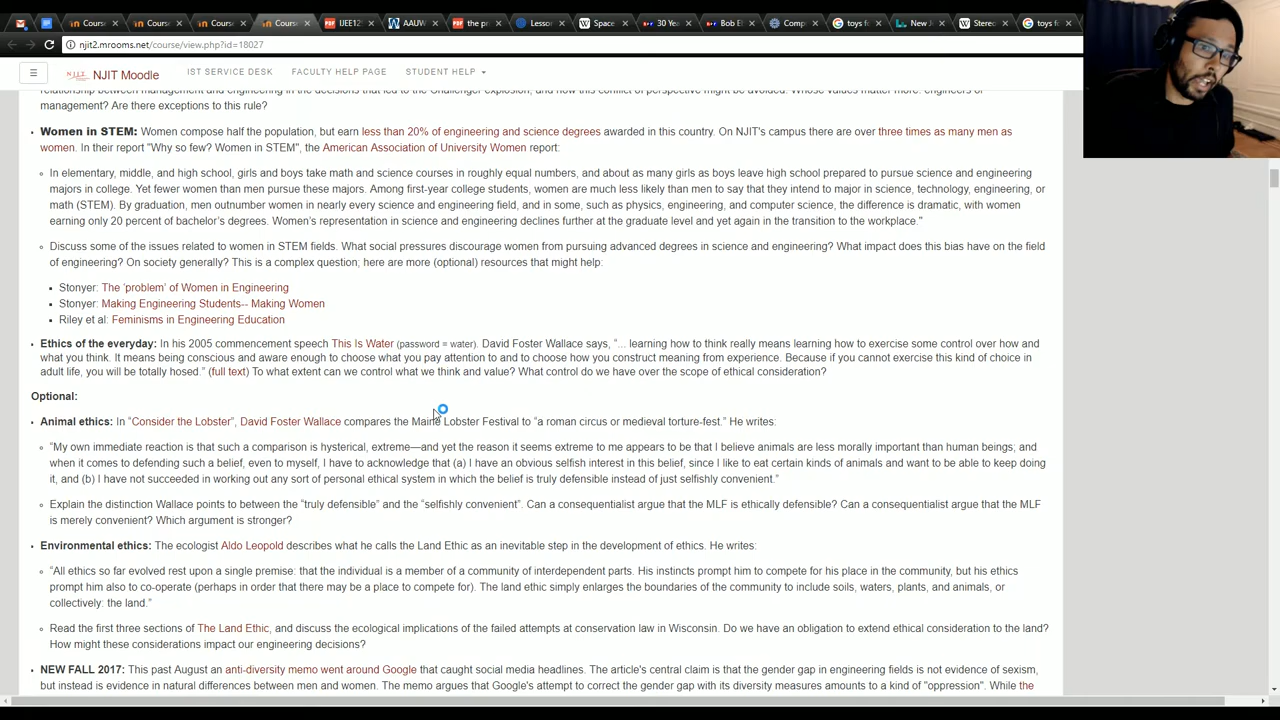 Course
Course
Course
Course
IJEE12
AAUW
the pr
Lesso
Space
30 Yea
Bob E
Comp
toys fi
New J
Stereo
toys fi
njit2.mrooms.net/course/view.php?id=18027
NJIT Moodle
IST SERVICE DESK
FACULTY HELP PAGE
STUDENT HELP
relationship between management and engineering in the decisions that led to the Challenger explosion, and how this conflict of perspective might be avoided. Whose values matter more: engineers or
management? Are there exceptions to this rule?
Women in STEM: Women compose half the population, but earn less than 20% of engineering and science degrees awarded in this country. On NJIT's campus there are over three times as many men as
women. In their report "Why so few? Women in STEM", the American Association of University Women report:
In elementary, middle, and high school, girls and boys take math and science courses in roughly equal numbers, and about as many girls as boys leave high school prepared to pursue science and engineering
majors in college. Yet fewer women than men pursue these majors. Among first-year college students, women are much less likely than men to say that they intend to major in science, technology, engineering, or
math (STEM). By graduation, men outnumber women in nearly every science and engineering field, and in some, such as physics, engineering, and computer science, the difference is dramatic, with women
earning only 20 percent of bachelor's degrees. Women's representation in science and engineering declines further at the graduate level and yet again in the transition to the workplace."
Discuss some of the issues related to women in STEM fields. What social pressures discourage women from pursuing advanced degrees in science and engineering? What impact does this bias have on the field
of engineering? On society generally? This is a complex question; here are more (optional) resources that might help:
Stonyer: The 'problem' of Women in Engineering
Stonyer: Making Engineering Students-- Making Women
Riley et al: Feminisms in Engineering Education
Ethics of the everyday: In his 2005 commencement speech This Is Water (password = water). David Foster Wallace says, "... learning how to think really means learning how to exercise some control over how and
what you think. It means being conscious and aware enough to choose what you pay attention to and to choose how you construct meaning from experience. Because if you cannot exercise this kind of choice in
adult life, you will be totally hosed." (full text) To what extent can we control what we think and value? What control do we have over the scope of ethical consideration?
Optional:
Animal ethics: In "Consider the Lobster", David Foster Wallace compares the Maine Lobster Festival to "a roman circus or medieval torture-fest." He writes:
"My own immediate reaction is that such a comparison is hysterical, extreme—and yet the reason it seems extreme to me appears to be that I believe animals are less morally important than human beings; and
when it comes to defending such a belief, even to myself, I have to acknowledge that (a) I have an obvious selfish interest in this belief, since I like to eat certain kinds of animals and want to be able to keep doing
it, and (b) I have not succeeded in working out any sort of personal ethical system in which the belief is truly defensible instead of just selfishly convenient."
Explain the distinction Wallace points to between the "truly defensible" and the "selfishly convenient". Can a consequentialist argue that the MLF is ethically defensible? Can a consequentialist argue that the MLF
is merely convenient? Which argument is stronger?
Environmental ethics: The ecologist Aldo Leopold describes what he calls the Land Ethic as an inevitable step in the development of ethics. He writes:
"All ethics so far evolved rest upon a single premise: that the individual is a member of a community of interdependent parts. His instincts prompt him to compete for his place in the community, but his ethics
prompt him also to co-operate (perhaps in order that there may be a place to compete for). The land ethic simply enlarges the boundaries of the community to include soils, waters, plants, and animals, or
collectively: the land."
Read the first three sections of The Land Ethic, and discuss the ecological implications of the failed attempts at conservation law in Wisconsin. Do we have an obligation to extend ethical consideration to the land?
How might these considerations impact our engineering decisions?
NEW FALL 2017: This past August an anti-diversity memo went around Google that caught social media headlines. The article's central claim is that the gender gap in engineering fields is not evidence of sexism,
but instead is evidence in natural differences between men and women. The memo argues that Google's attempt to correct the gender gap with its diversity measures amounts to a kind of "oppression". While the